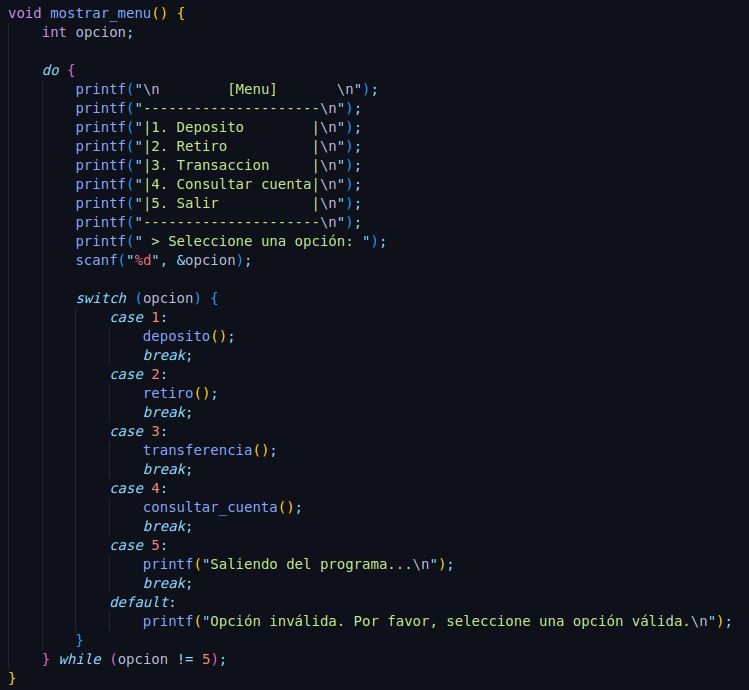 void mostrar_menu() {
    int opcion;

    do {
        printf("\n        [Menu]       \n");
        printf("---------------------\n");
        printf("|1. Deposito        |\n");
        printf("|2. Retiro          |\n");
        printf("|3. Transaccion     |\n");
        printf("|4. Consultar cuenta|\n");
        printf("|5. Salir           |\n");
        printf("---------------------\n");
        printf(" > Seleccione una opción: ");
        scanf("%d", &opcion);

        switch (opcion) {
            case 1:
                deposito();
                break;
            case 2:
                retiro();
                break;
            case 3:
                transferencia();
                break;
            case 4:
                consultar_cuenta();
                break;
            case 5:
                printf("Saliendo del programa...\n");
                break;
            default:
                printf("Opción inválida. Por favor, seleccione una opción válida.\n");
        }
    } while (opcion != 5);
}